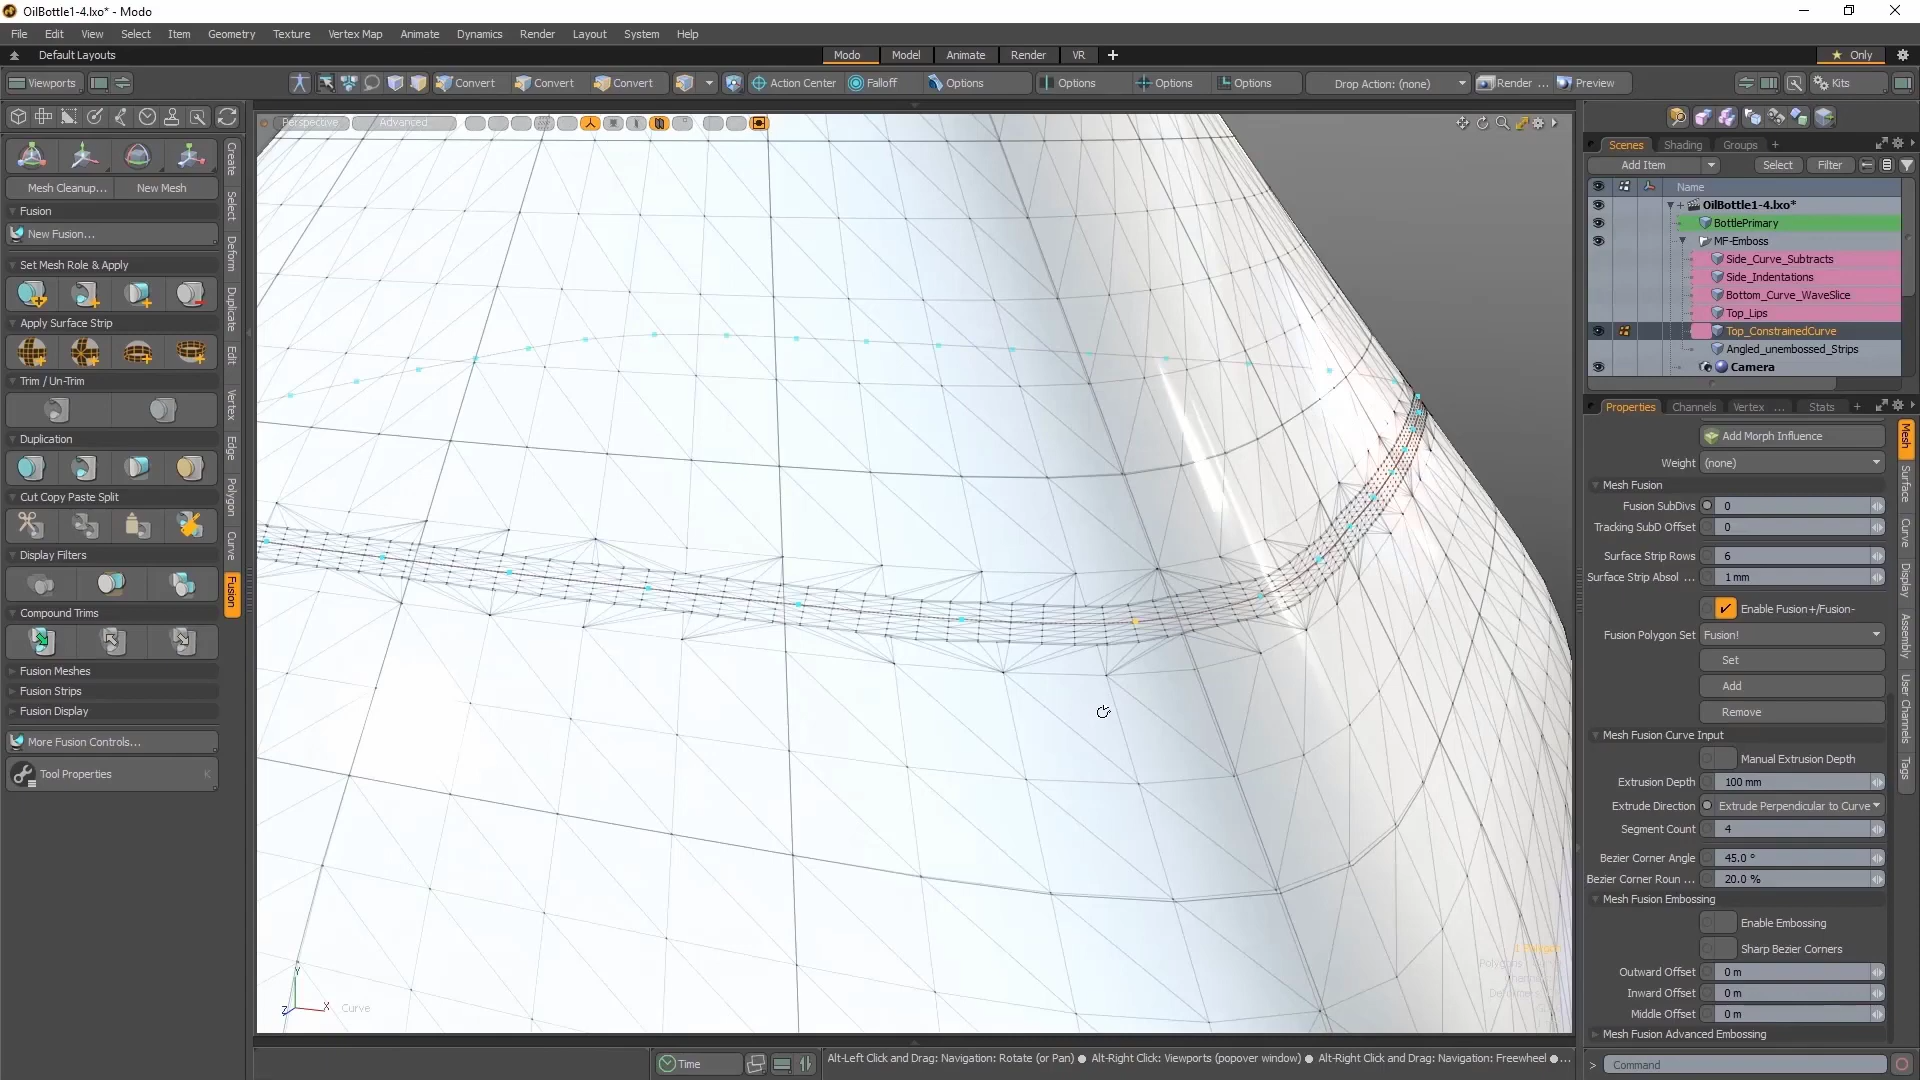 OilBottle1-4.lxo* - Modo
File Edit View Select Item Geometry Texture Vertex Map Animate Dynamics Render Layout System Help
Default Layouts
Modo Model Animate Render VR
Only
Viewports
Convert Convert Convert Action Center Falloff Options Options Options Options Drop Action: (none) Render ... Preview Kits
Perspective Advanced
Mesh Cleanup... New Mesh
Fusion
New Fusion...
Set Mesh Role & Apply
Apply Surface Strip
Trim / Un-Trim
Duplication
Cut Copy Paste Split
Display Filters
Compound Trims
Fusion Meshes
Fusion Strips
Fusion Display
More Fusion Controls...
Tool Properties K
Create
Select
Deform
Duplicate
Edit
Vertex
Edge
Polygon
Curve
Fusion
Y
X
Z
Curve
Time
Alt-Left Click and Drag: Navigation: Rotate (or Pan) ● Alt-Right Click: Viewports (popover window) ● Alt-Right Click and Drag: Navigation: Freewheel ●...
Scenes Shading Groups
Add Item Select Filter
Name
OilBottle1-4.lxo*
BottlePrimary
MF-Emboss
Side_Curve_Subtracts
Side_Indentations
Bottom_Curve_WaveSlice
Top_Lips
Top_ConstrainedCurve
Angled_unembossed_Strips
Camera
Properties Channels Vertex ... Stats
Add Morph Influence
Weight (none)
Mesh Fusion
Fusion SubDivs 0
Tracking SubD Offset 0
Surface Strip Rows 6
Surface Strip Absol ... 1 mm
Enable Fusion+/Fusion-
Fusion Polygon Set Fusion!
Set
Add
Remove
Mesh Fusion Curve Input
Manual Extrusion Depth
Extrusion Depth 100 mm
Extrude Direction Extrude Perpendicular to Curve
Segment Count 4
Bezier Corner Angle 45.0 °
Bezier Corner Roun ... 20.0 %
Mesh Fusion Embossing
Enable Embossing
Sharp Bezier Corners
Outward Offset 0 m
Inward Offset 0 m
Middle Offset 0 m
Mesh Fusion Advanced Embossing
Mesh
Surface
Curve
Display
Assembly
User Channels
Tags
> Command